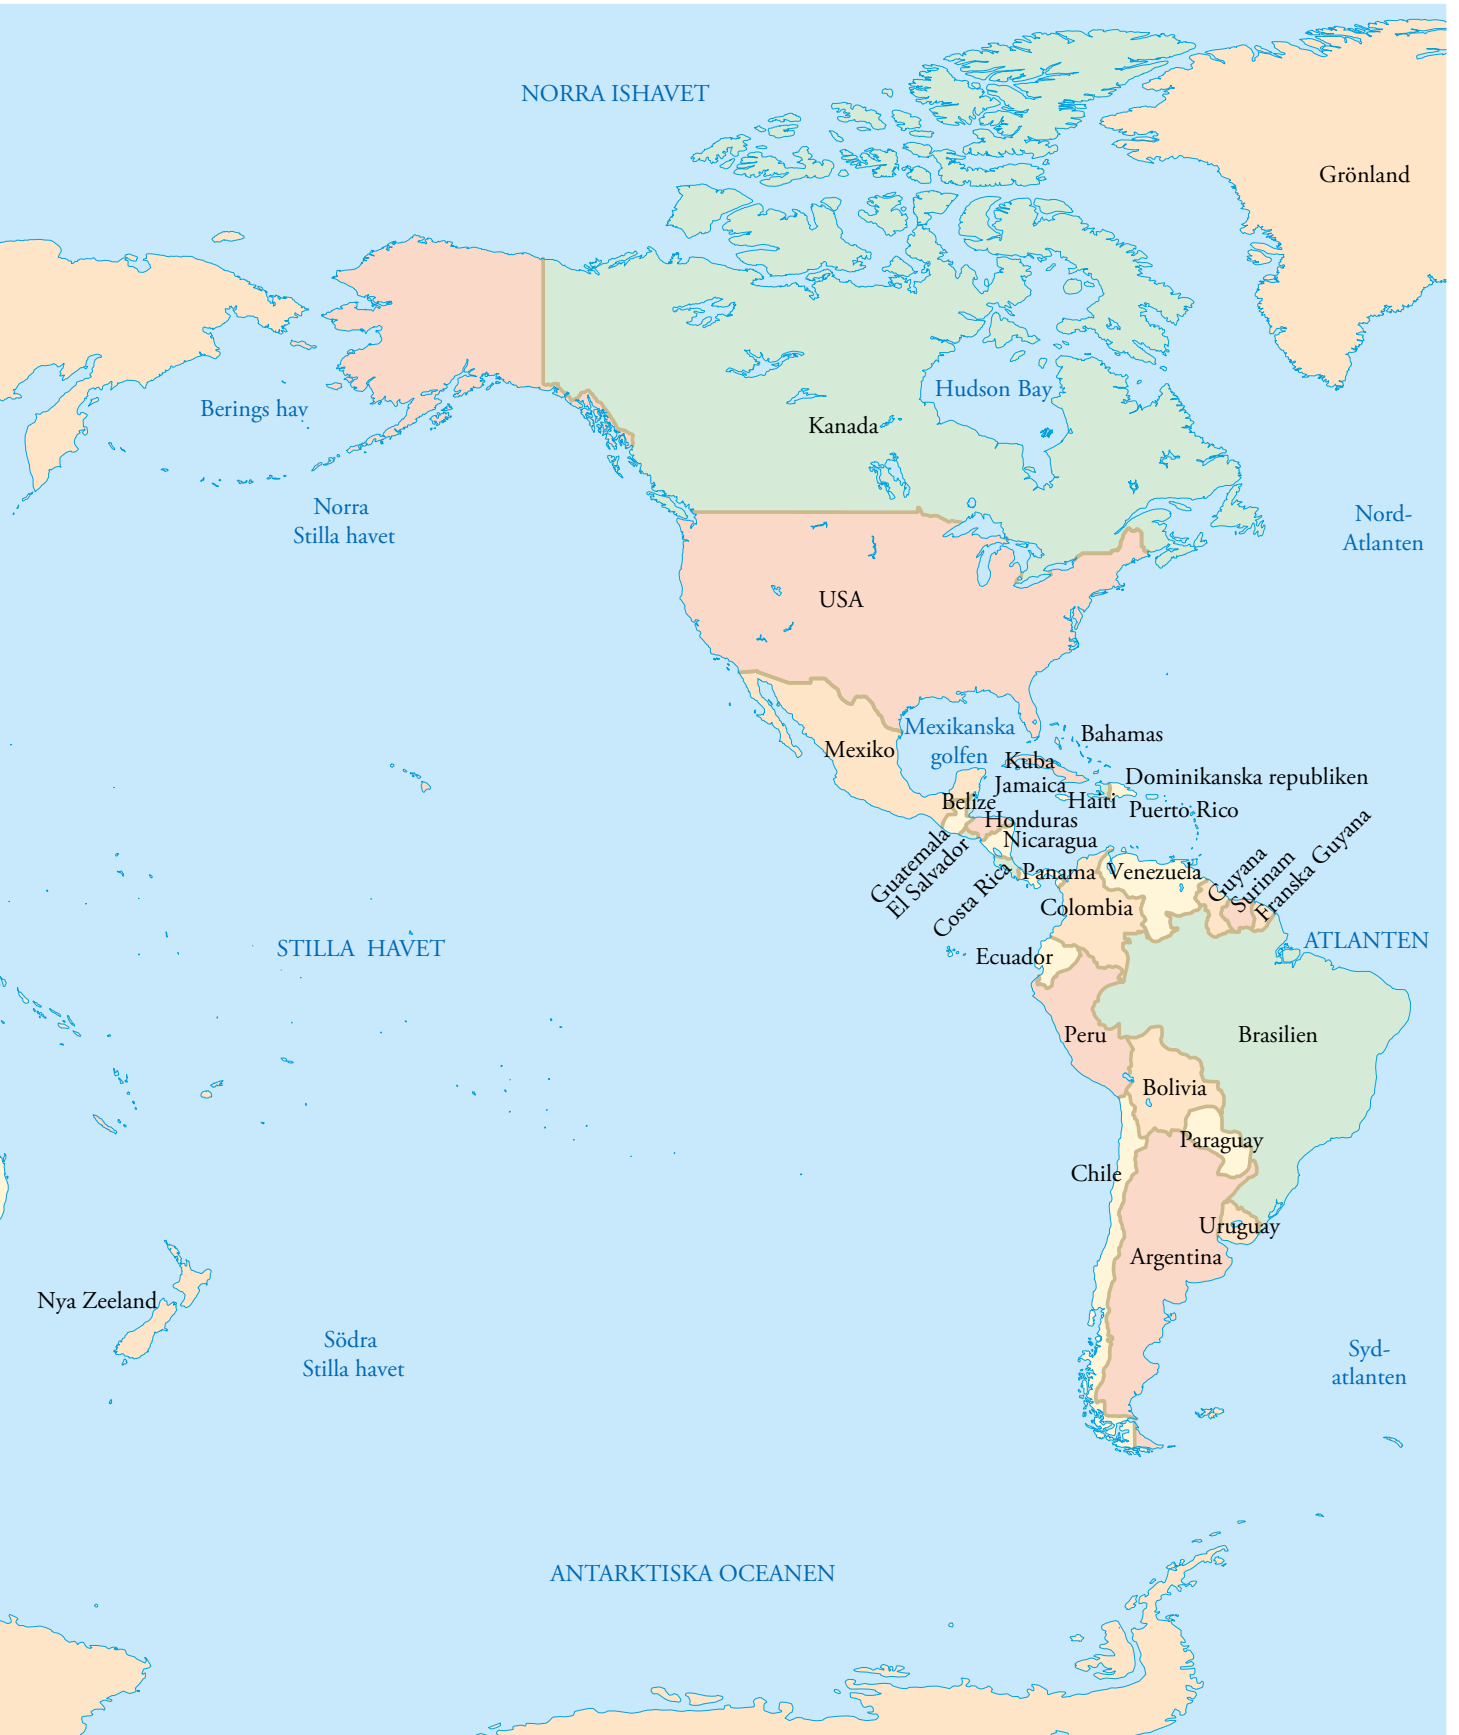 NORRA ISHAVET
Grönland
Hudson Bay
Berings hav
Kanada
Norra
Stilla havet
Nord-
Atlanten
USA
Mexikanska
golfen
Bahamas
Mexiko
Kuba
Dominikanska republiken
Jamaica
Haiti
Belize
Puerto Rico
Honduras
Nicaragua
Guatemala
El Salvador
Costa Rica
Panama
Venezuela
Guyana
Surinam
Franska Guyana
Colombia
STILLA HAVET
ATLANTEN
Ecuador
Peru
Brasilien
Bolivia
Paraguay
Chile
Uruguay
Argentina
Nya Zeeland
Södra
Stilla havet
Syd-
atlanten
ANTARKTISKA OCEANEN